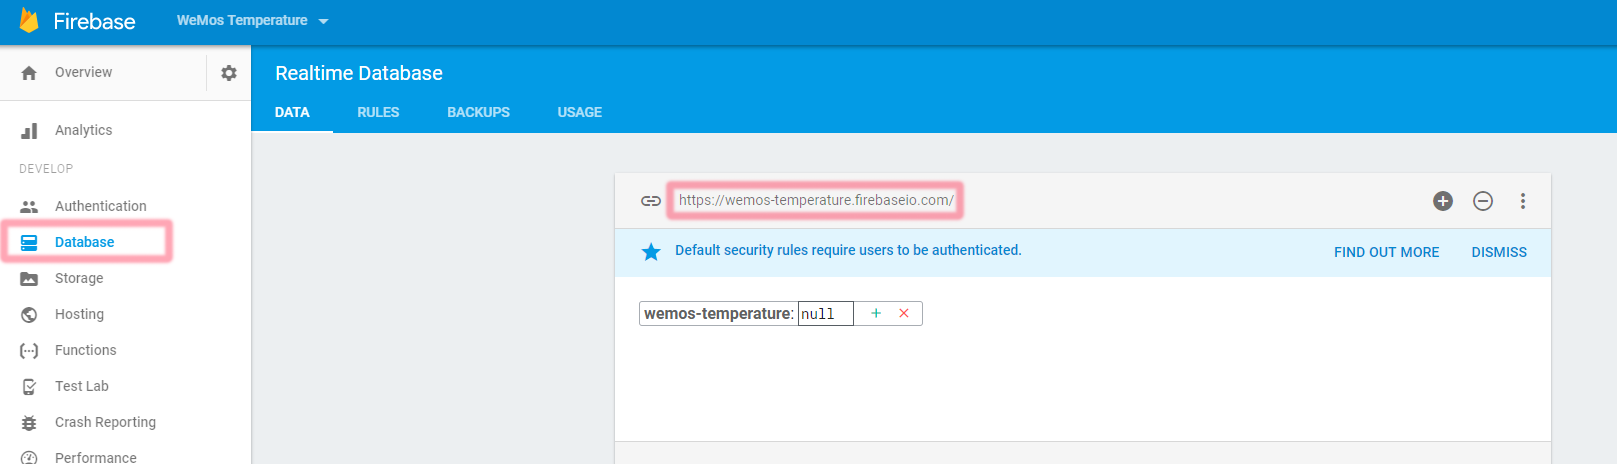 Firebase
WeMos Temperature
Overview
Analytics
DEVELOP
Authentication
Database
Storage
Hosting
Functions
Test Lab
Crash Reporting
Performance
Realtime Database
DATA RULES BACKUPS USAGE
https://wemos-temperature.firebaseio.com/
Default security rules require users to be authenticated. FIND OUT MORE DISMISS
wemos-temperature: null + ×